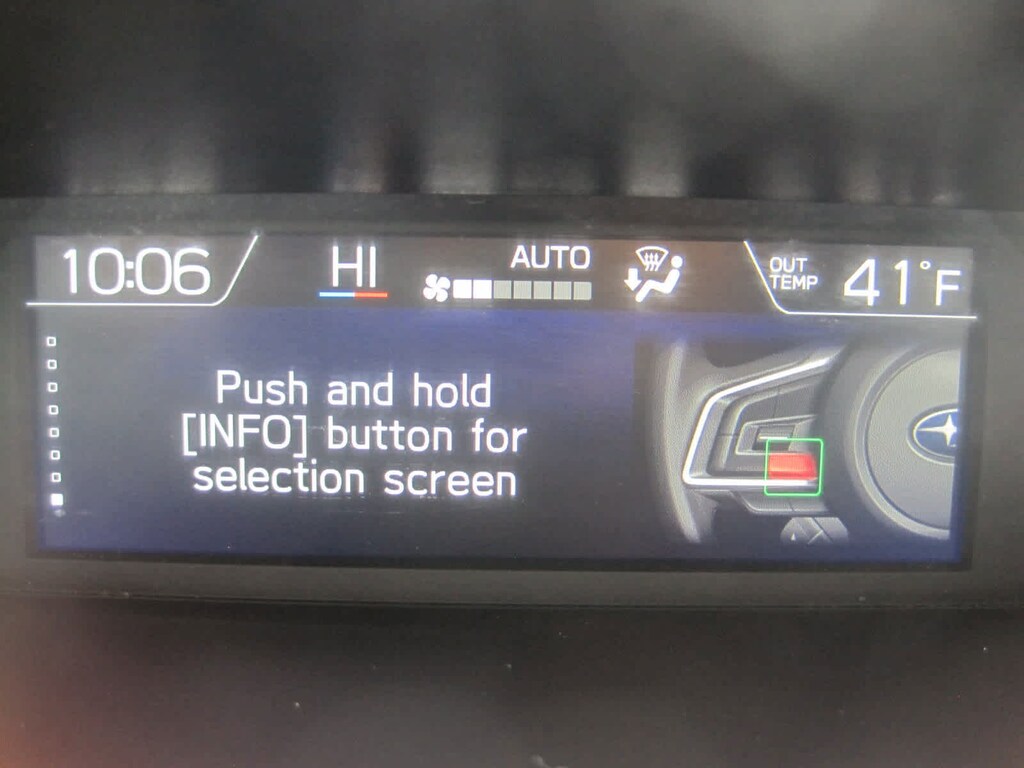 10:06
HI
AUTO
OUT
TEMP
41°F
Push and hold
[INFO] button for
selection screen